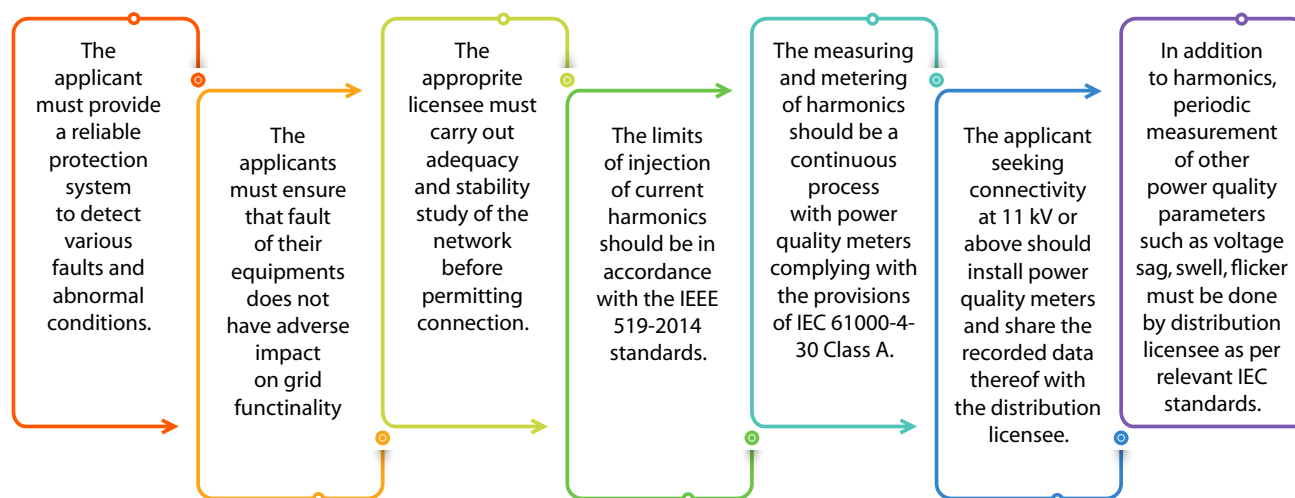 The
applicant
must provide
a reliable
protection
system
to detect
various
faults and
abnormal
conditions.
The
applicants
must ensure
that fault
of their
equipments
does not
have adverse
impact
on grid
functinality
The
approprite
licensee must
carry out
adequacy
and stability
study of the
network
before
permitting
connection.
The limits
of injection
of current
harmonics
should be in
accordance
with the IEEE
519-2014
standards.
The measuring
and metering
of harmonics
should be a
continuous
process
with power
quality meters
complying with
the provisions
of IEC 61000-4-
30 Class A.
The applicant
seeking
connectivity
at 11 kV or
above should
install power
quality meters
and share the
recorded data
thereof with
the distribution
licensee.
In addition
to harmonics,
periodic
measurement
of other
power quality
parameters
such as voltage
sag, swell, flicker
must be done
by distribution
licensee as per
relevant IEC
standards.